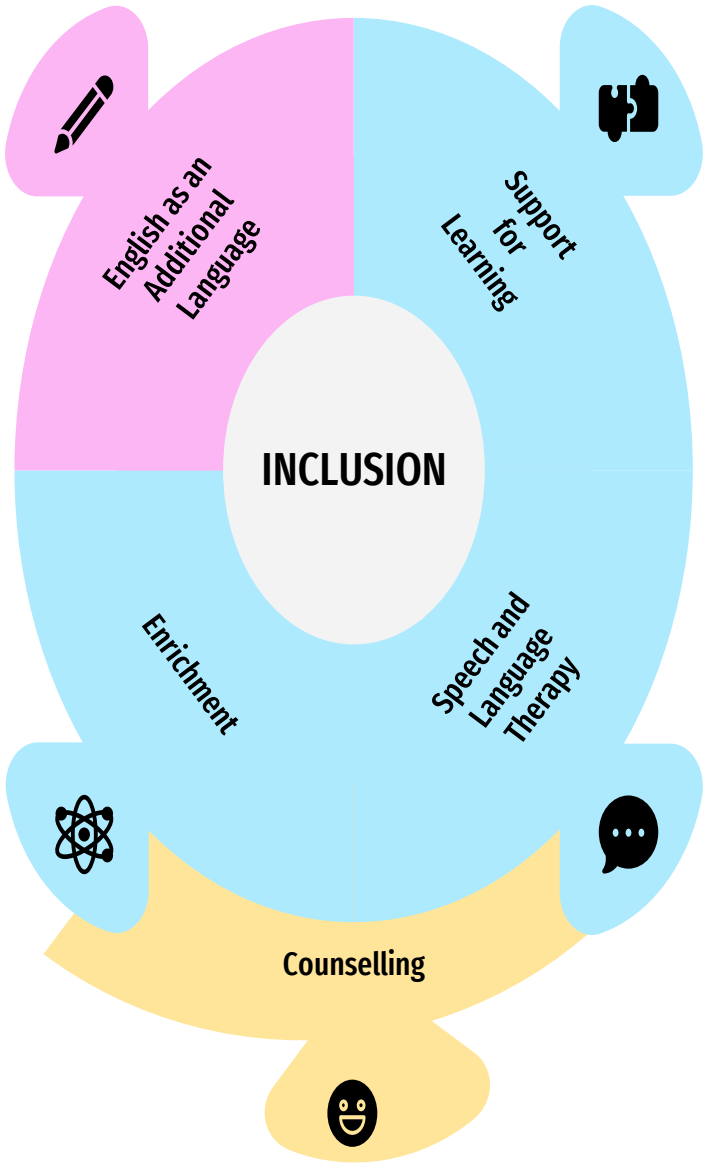 English as an
Additional
Language
Support
for
Learning
INCLUSION
Enrichment
Speech and
Language
Therapy
Counselling